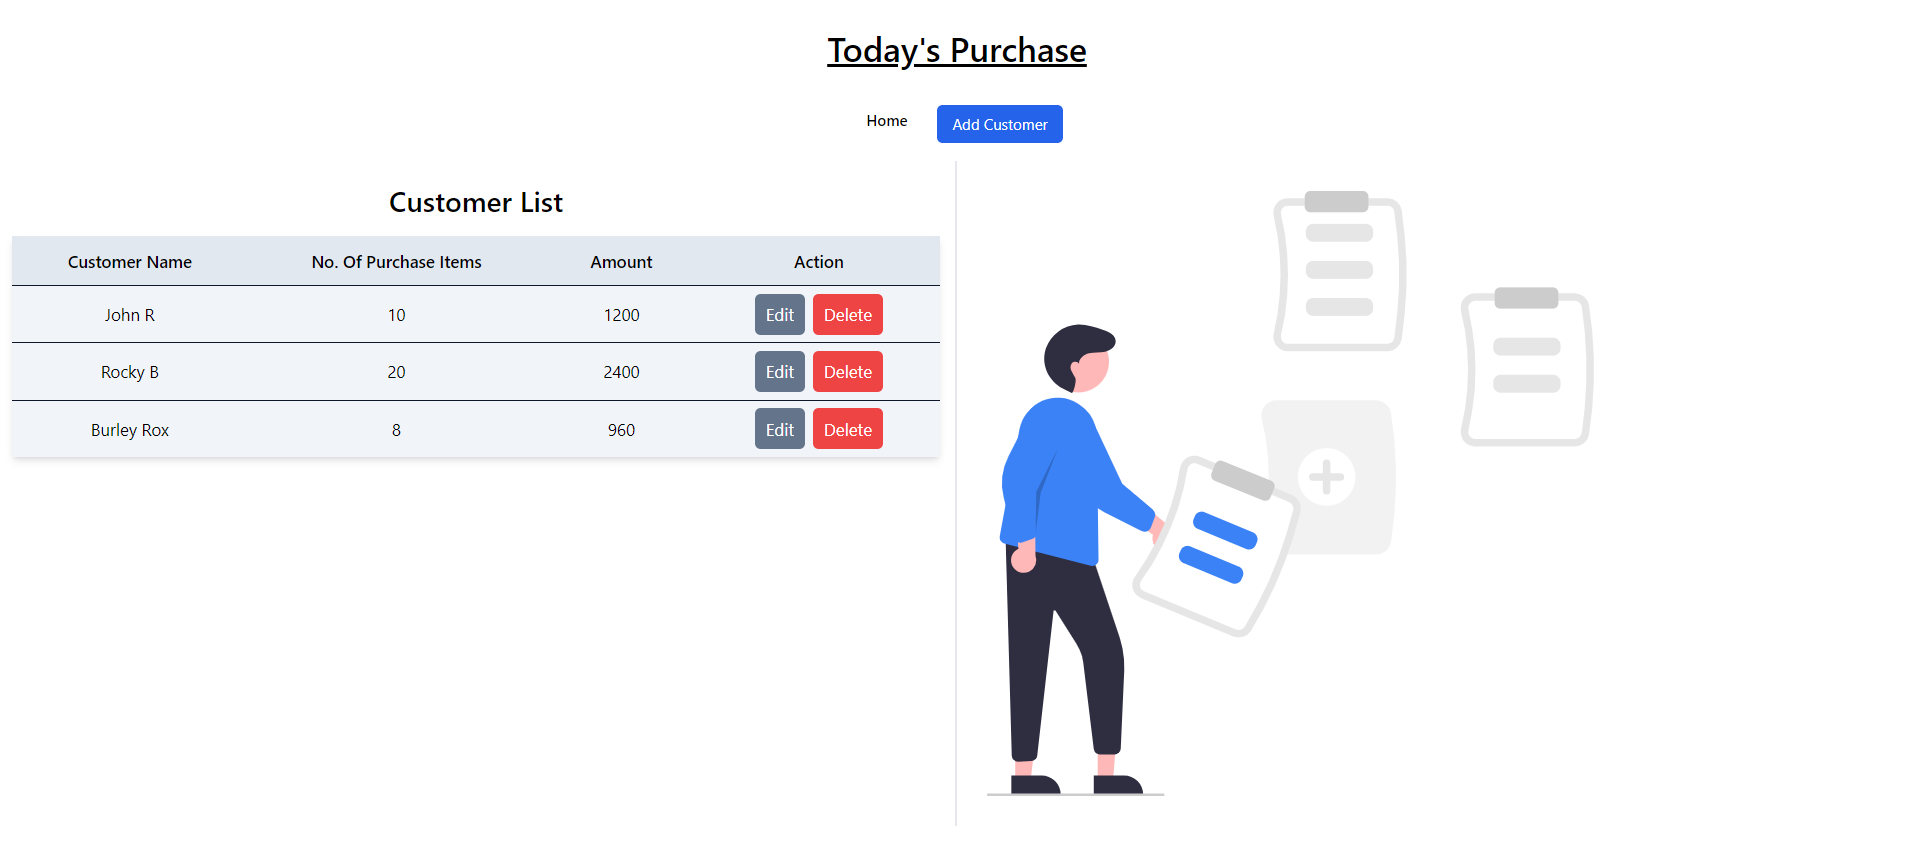 Today's Purchase
Home Add Customer
Customer List
Customer Name No. Of Purchase Items Amount Action
John R 10 1200 Edit Delete
Rocky B 20 2400 Edit Delete
Burley Rox 8 960 Edit Delete